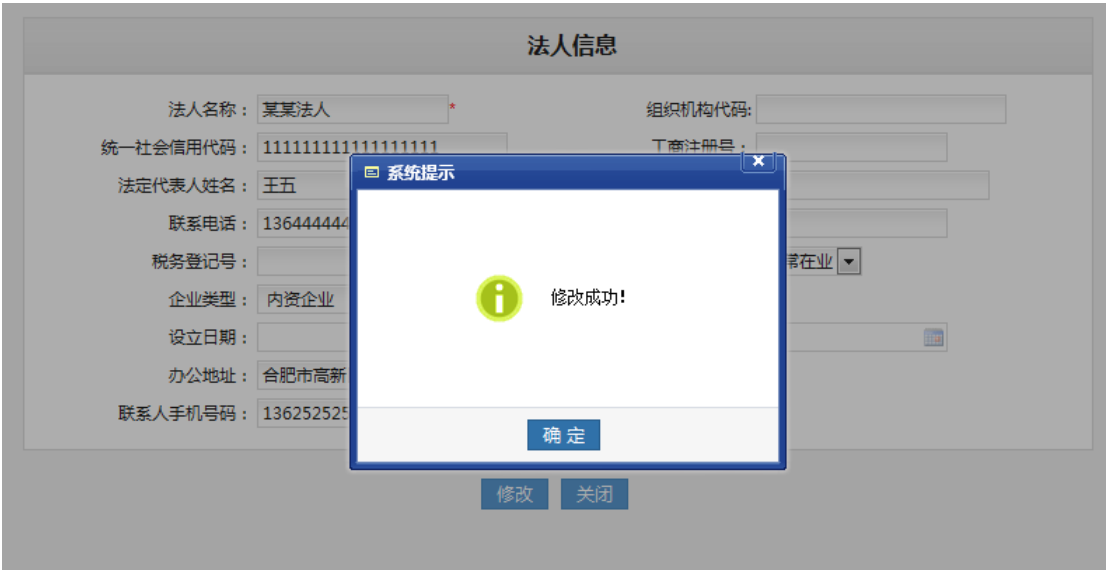 法人信息
法人名称： 某某法人 * 组织机构代码:
统一社会信用代码： 111111111111111111 工商注册号：
系统提示
法定代表人姓名： 王五
联系电话： 136444444
税务登记号： 常在业
修改成功!
企业类型： 内资企业
设立日期：
办公地址： 合肥市高新
联系人手机号码： 136252525
确 定
修改 关闭